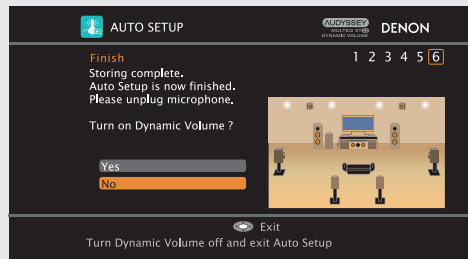 AUTO SETUP
AUDYSSEY
MULTEQ XT32
DYNAMIC VOLUME
DENON
Finish
1 2 3 4 5 6
Storing complete.
Auto Setup is now finished.
Please unplug microphone.
Turn on Dynamic Volume ?
Yes
No
Exit
Turn Dynamic Volume off and exit Auto Setup